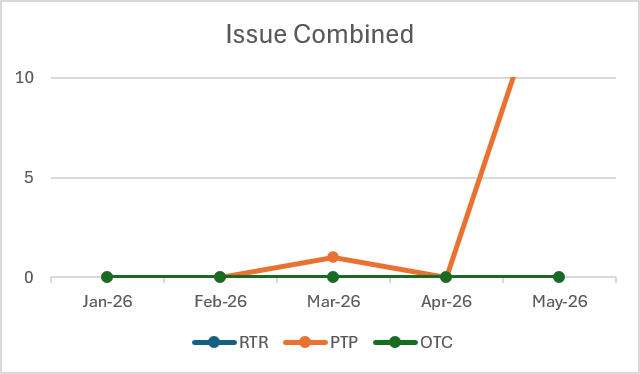 Issue Combined
10
5
0
Jan-26 Feb-26 Mar-26 Apr-26 May-26
RTR PTP OTC